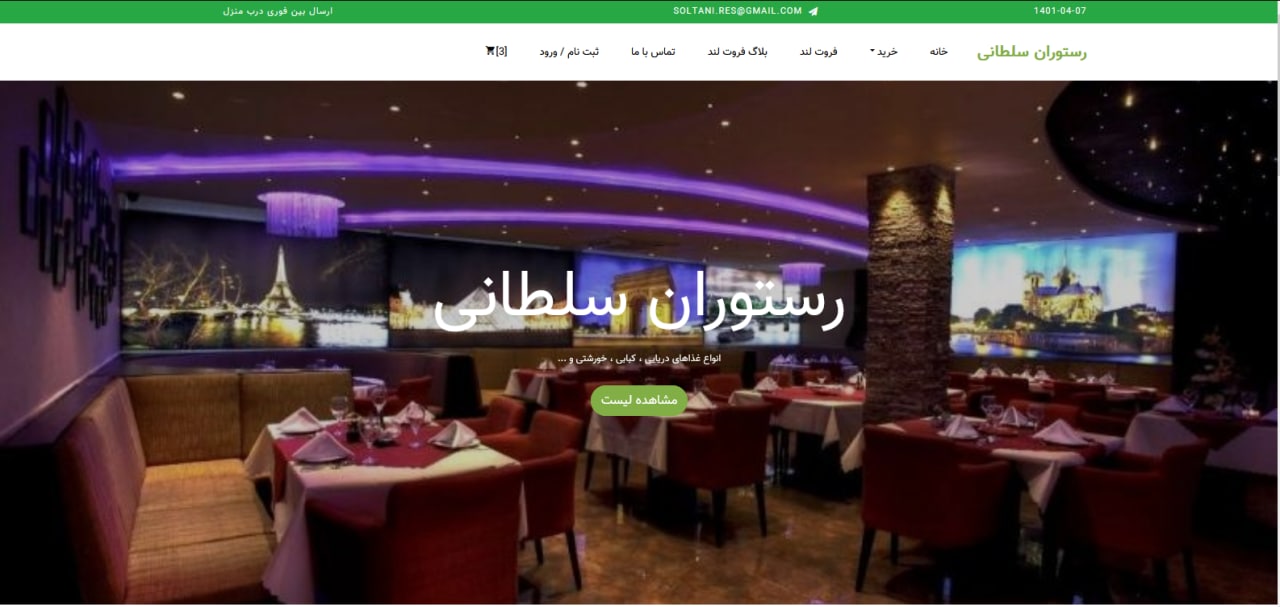 1401-04-07
SOLTANI.RES@GMAIL.COM
ارسال بین فوری درب منزل
رستوران سلطانی
خانه
خرید
فروت لند
بلاگ فروت لند
تماس با ما
ثبت نام / ورود
[3]
رستوران سلطانی
انواع غذاهای دریایی ، کبابی ، خورشتی و ...
مشاهده لیست